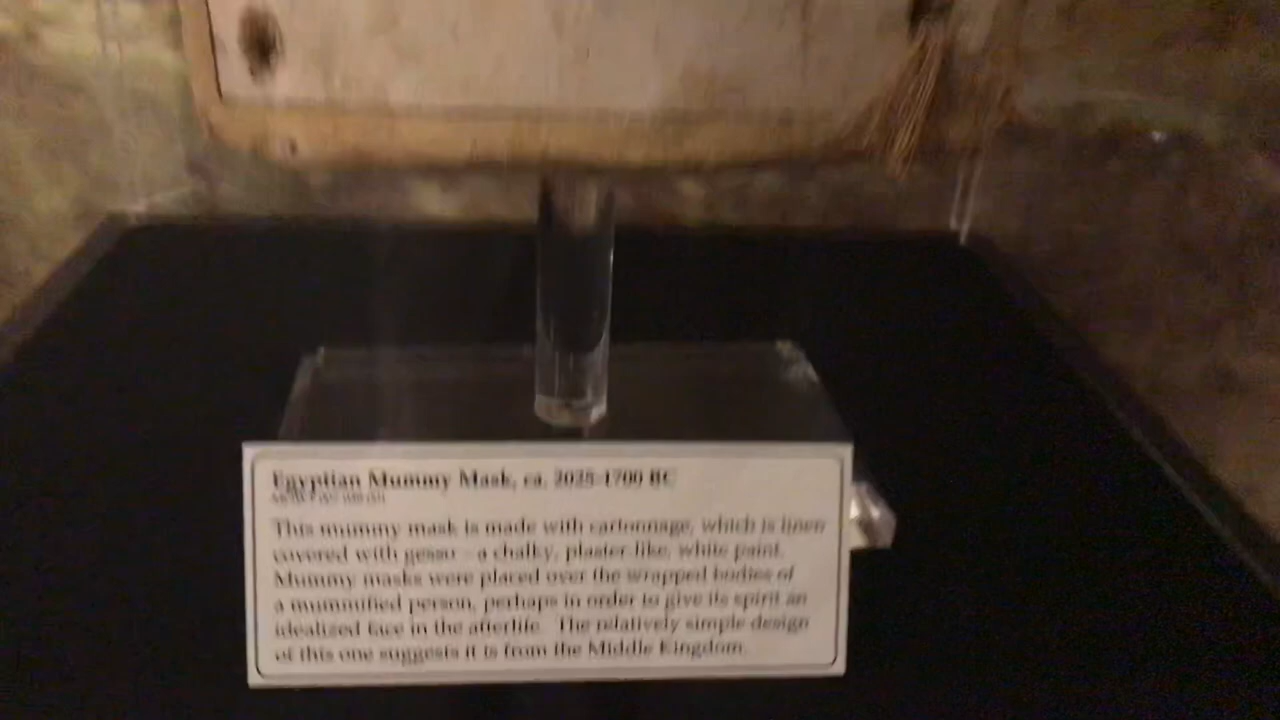 Egyptian Mummy Mask, ca. 2025-1700 BC
This mummy mask is made with cartonnage, which is linen
covered with gesso – a chalky, plaster like, white paint.
Mummy masks were placed over the wrapped bodies of
a mummified person, perhaps in order to give its spirit an
idealized face in the afterlife. The relatively simple design
of this one suggests it is from the Middle Kingdom.